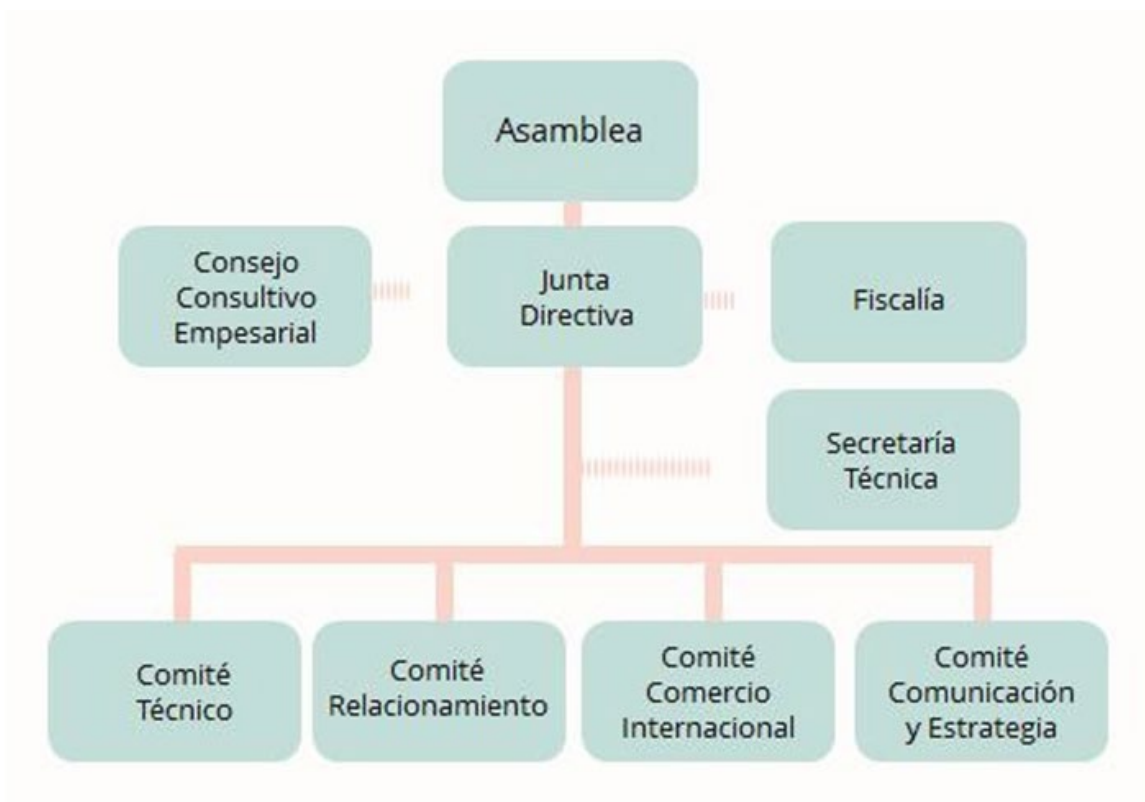 Asamblea
Consejo
Consultivo
Empesarial
Junta
Directiva
Fiscalía
Secretaría
Técnica
Comité
Técnico
Comité
Relacionamiento
Comité
Comercio
Internacional
Comité
Comunicación
y Estrategia